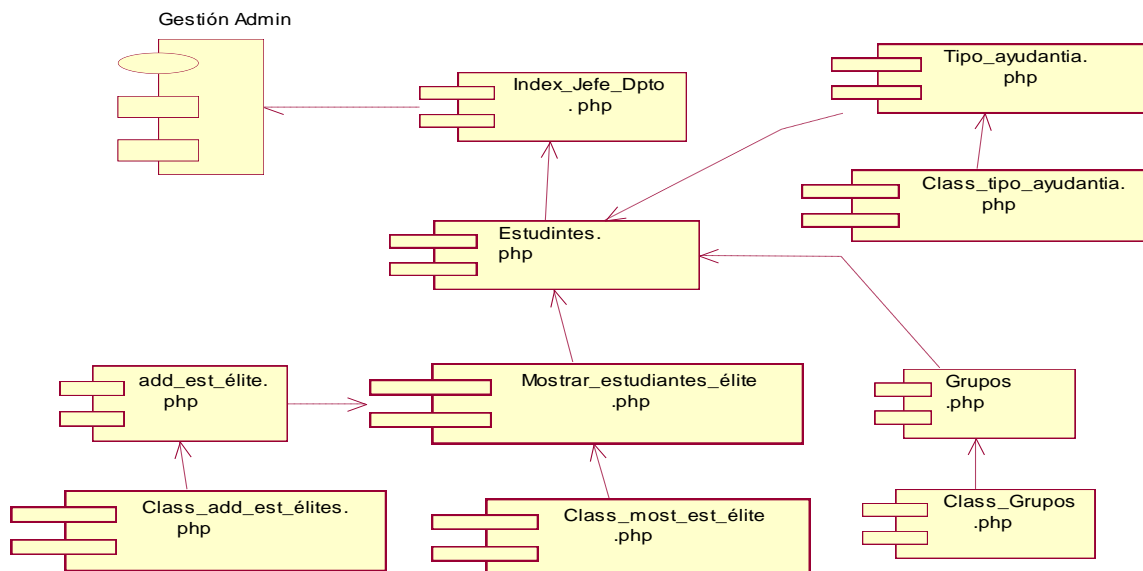 Gestión Admin
Index_Jefe_Dpto
.php
Tipo_ayudantia.
php
Class_tipo_ayudantia.
php
Estudintes.
php
add_est_élite.
php
Mostrar_estudiantes_élite
.php
Grupos
.php
Class_add_est_élites.
php
Class_most_est_élite
.php
Class_Grupos
.php